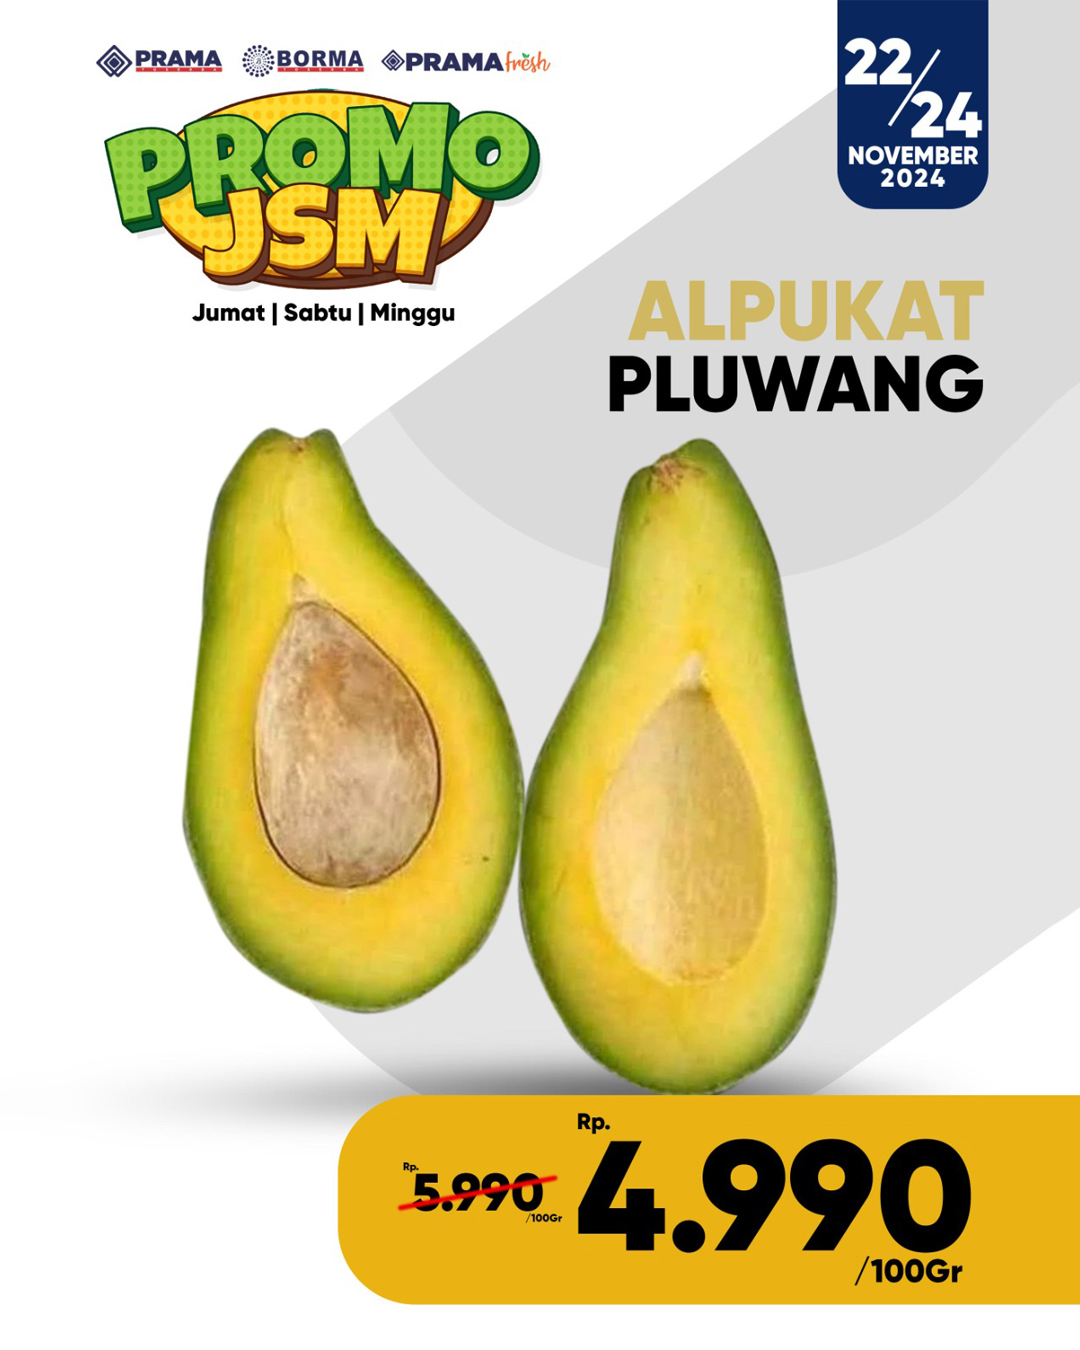 PRAMA BORMA PRAMA fresh
PROMO
JSM
Jumat | Sabtu | Minggu
22/24
NOVEMBER
2024
ALPUKAT
PLUWANG
Rp. 5.990 /100Gr
Rp. 4.990 /100Gr